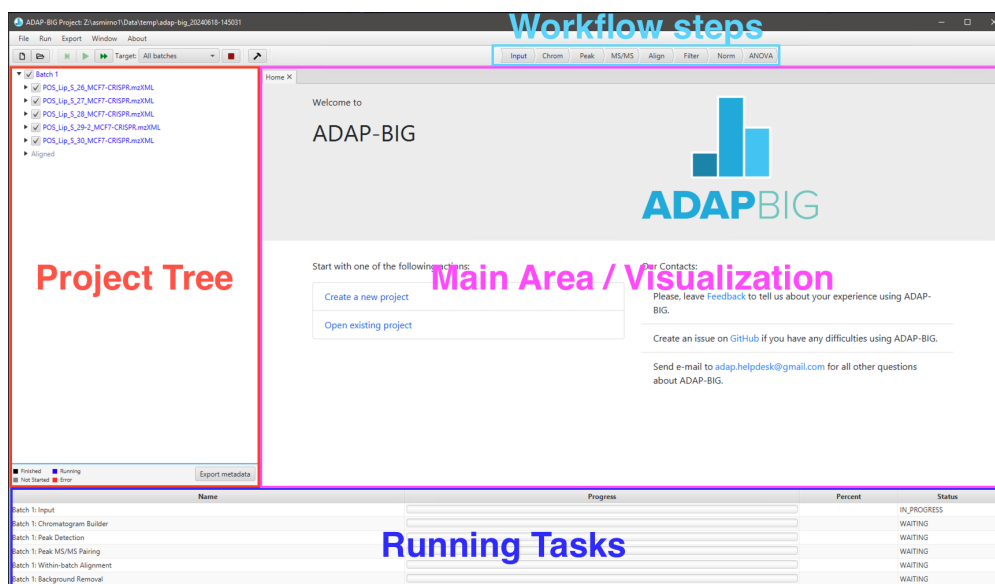 ADAP-BIG Project: Z:\asmirno1\Data\temp\adap-big_20240618-145031
Workflow steps
File Run Export Window About
Target: All batches
Input Chrom Peak MS/MS Align Filter Norm ANOVA
Batch 1
POS_Lip_S_26_MCF7-CRISPR.mzXML
POS_Lip_S_27_MCF7-CRISPR.mzXML
POS_Lip_S_28_MCF7-CRISPR.mzXML
POS_Lip_S_29-2_MCF7-CRISPR.mzXML
POS_Lip_S_30_MCF7-CRISPR.mzXML
Aligned
Project Tree
Finished Running
Not Started Error
Export metadata
Home X
Welcome to
ADAP-BIG
ADAPBIG
Main Area / Visualization
Start with one of the following actions:
Create a new project
Open existing project
Our Contacts:
Please, leave Feedback to tell us about your experience using ADAP-
BIG.
Create an issue on GitHub if you have any difficulties using ADAP-BIG.
Send e-mail to adap.helpdesk@gmail.com for all other questions
about ADAP-BIG.
Name Progress Percent Status
Batch 1: Input IN_PROGRESS
Batch 1: Chromatogram Builder WAITING
Batch 1: Peak Detection WAITING
Running Tasks
Batch 1: Peak MS/MS Pairing WAITING
Batch 1: Within-batch Alignment WAITING
Batch 1: Background Removal WAITING